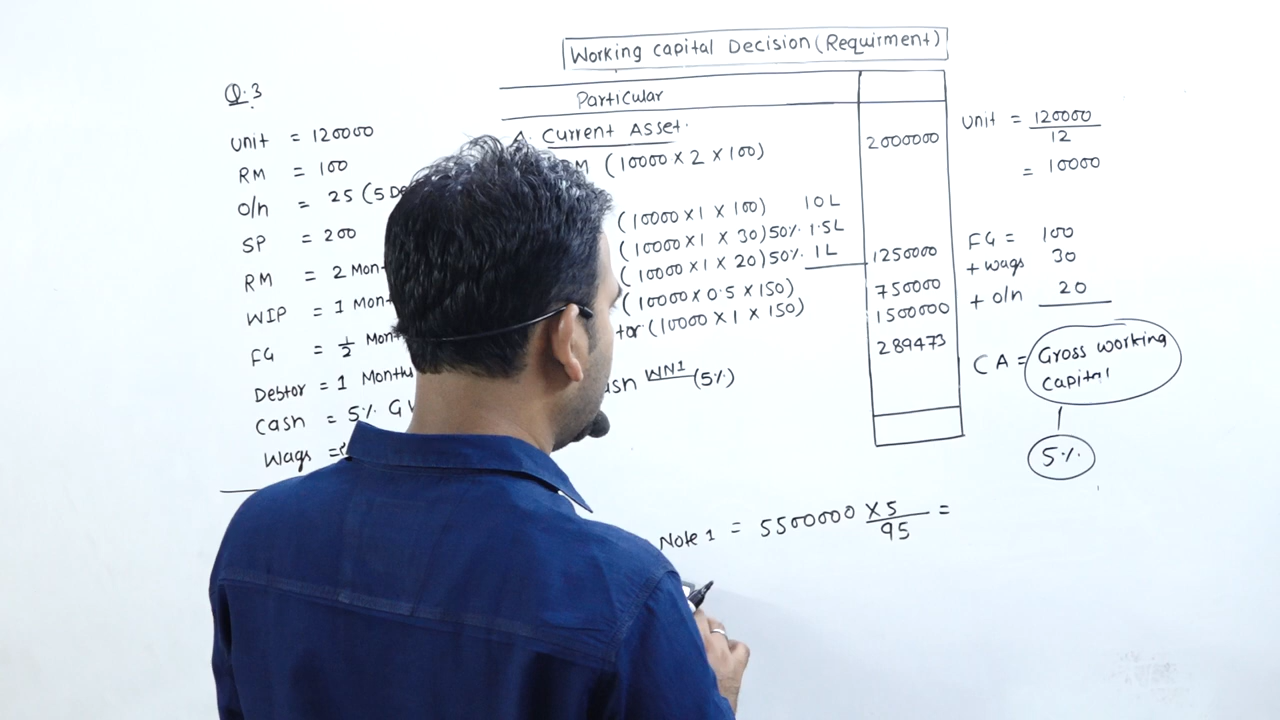 Working Capital Decision (Requirment)
Q.3
unit = 120000
RM = 100
o/h = 25 (5
SP = 200
RM = 2 Mon
WIP = 1 Mon
FG = 1/2 Mont
Debtor = 1 Months
Cash = 5% G
Wags =
Particular
A. Current Asset.
(10000 × 2 × 100) 2000000
(10000 × 1 × 100) 10L
(10000 × 1 × 30) 50% 1.5L
(10000 × 1 × 20) 50% 1L 1250000
(10000 × 0.5 × 150) 750000
tor (10000 × 1 × 150) 1500000
ash WN1 (5%) 289473
unit = 120000
12
= 10000
FG = 100
+ wags 30
+ o/h 20
CA = Gross working
capital
5%
Note 1 = 5500000 × 5 =
95